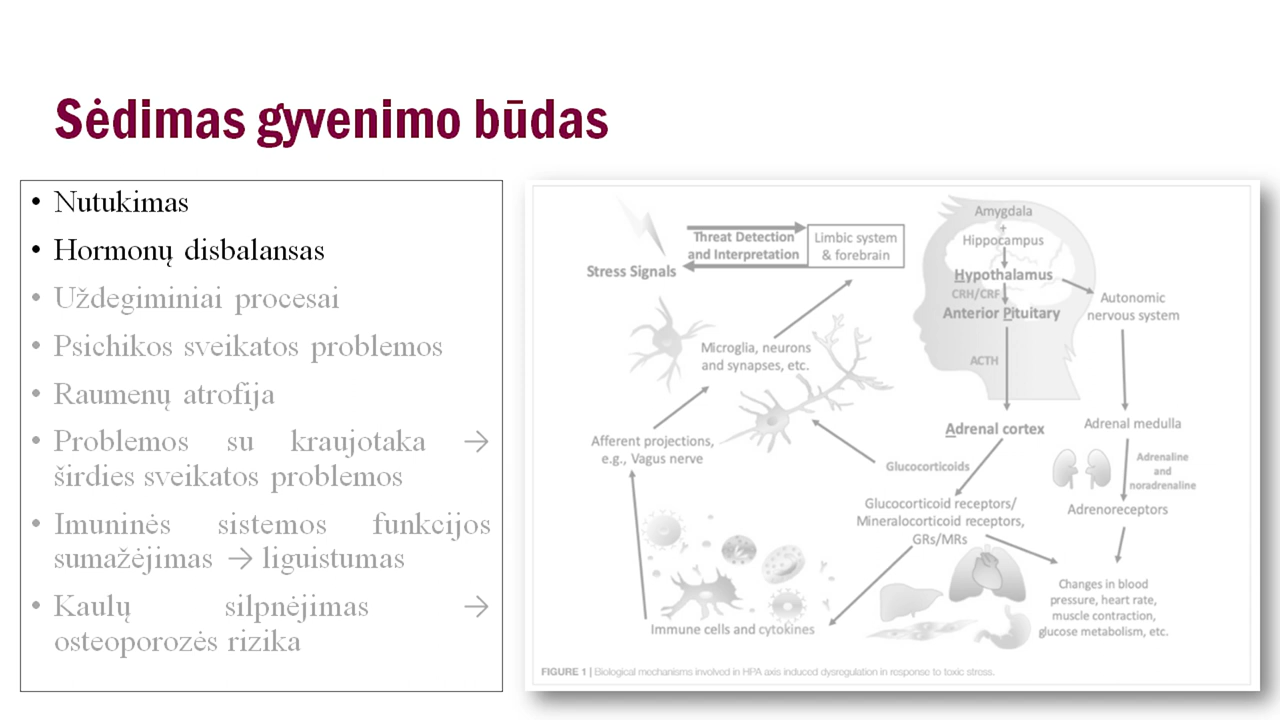 Sėdimas gyvenimo būdas
• Nutukimas
• Hormonų disbalansas
• Uždegiminiai procesai
• Psichikos sveikatos problemos
• Raumenų atrofija
• Problemos su kraujotaka →
širdies sveikatos problemos
• Imuninės sistemos funkcijos
sumažėjimas → liguistumas
• Kaulų silpnėjimas →
osteoporozės rizika
Stress Signals
Threat Detection
and Interpretation
Limbic system
& forebrain
Amygdala
+
Hippocampus
Hypothalamus
CRH/CRF
Anterior Pituitary
ACTH
Autonomic
nervous system
Microglia, neurons
and synapses, etc.
Afferent projections,
e.g., Vagus nerve
Adrenal cortex
Adrenal medulla
Glucocorticoids
Adrenaline
and
noradrenaline
Glucocorticoid receptors/
Mineralocorticoid receptors,
GRs/MRs
Adrenoreceptors
Changes in blood
pressure, heart rate,
muscle contraction,
glucose metabolism, etc.
Immune cells and cytokines
FIGURE 1 | Biological mechanisms involved in HPA axis induced dysregulation in response to toxic stress.